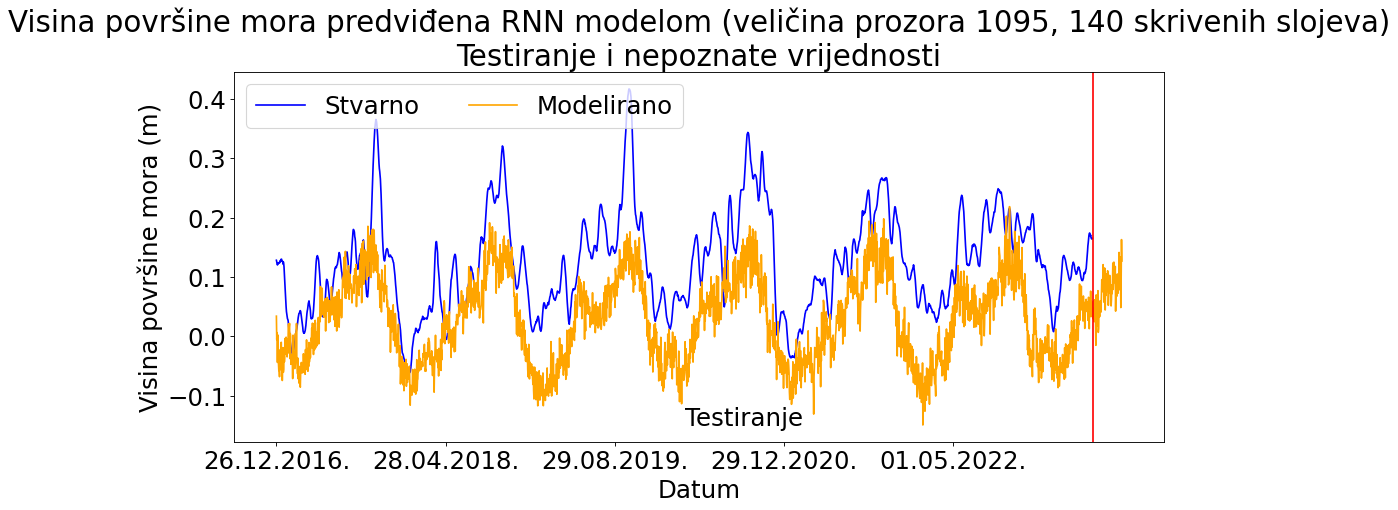 Visina površine mora predviđena RNN modelom (veličina prozora 1095, 140 skrivenih slojeva)
Testiranje i nepoznate vrijednosti
Stvarno Modelirano
Visina površine mora (m)
0.4
0.3
0.2
0.1
0.0
−0.1
Testiranje
26.12.2016. 28.04.2018. 29.08.2019. 29.12.2020. 01.05.2022.
Datum